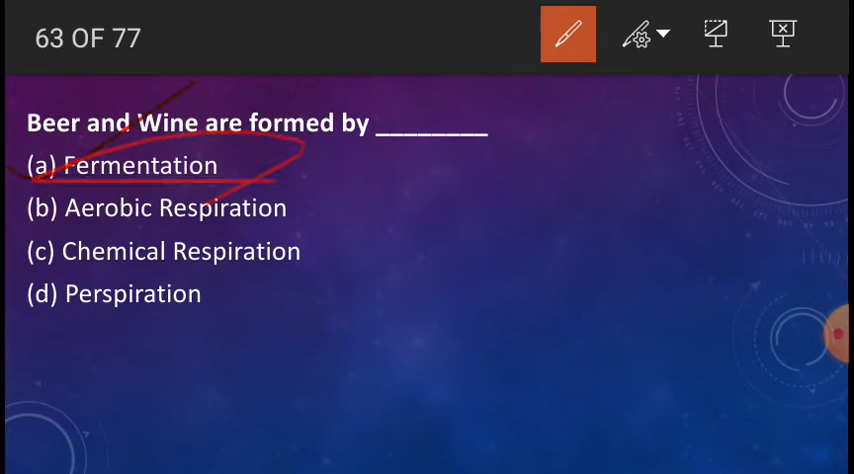 63 OF 77
Beer and Wine are formed by ________
(a) Fermentation
(b) Aerobic Respiration
(c) Chemical Respiration
(d) Perspiration